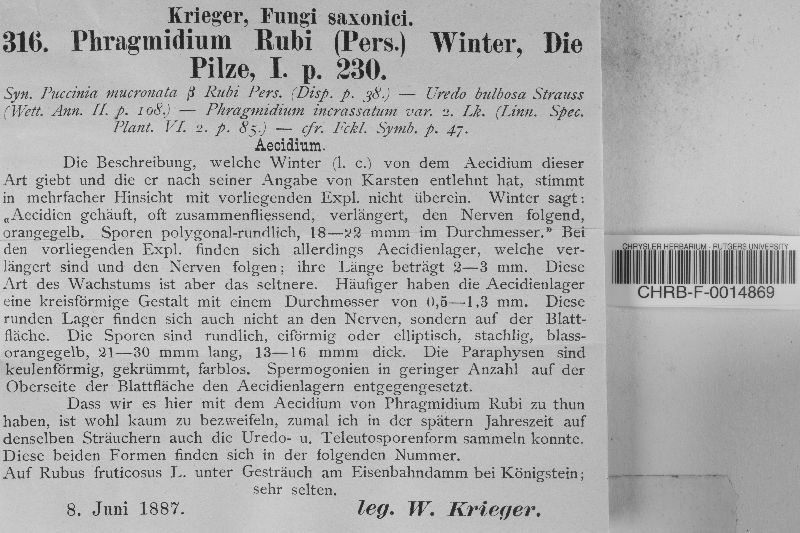 Krieger, Fungi saxonici.
316. Phragmidium Rubi (Pers.) Winter, Die
Pilze, I. p. 230.
Syn. Puccinia mucronata β Rubi Pers. (Disp. p. 38.) — Uredo bulbosa Strauss
(Wett. Ann. II. p. 108.) — Phragmidium incrassatum var. 2. Lk. (Linn. Spec.
Plant. VI. 2. p. 85.) — cfr. Fckl. Symb. p. 47.
Aecidium.
Die Beschreibung, welche Winter (l. c.) von dem Aecidium dieser
Art giebt und die er nach seiner Angabe von Karsten entlehnt hat, stimmt
in mehrfacher Hinsicht mit vorliegenden Expl. nicht überein. Winter sagt:
„Aecidien gehäuft, oft zusammenfliessend, verlängert, den Nerven folgend,
orangegelb. Sporen polygonal-rundlich, 18—22 mmm im Durchmesser.” Bei
den vorliegenden Expl. finden sich allerdings Aecidienlager, welche ver-
längert sind und den Nerven folgen; ihre Länge beträgt 2—3 mm. Diese
Art des Wachstums ist aber das seltnere. Häufiger haben die Aecidienlager
eine kreisförmige Gestalt mit einem Durchmesser von 0,5—1,3 mm. Diese
runden Lager finden sich auch nicht an den Nerven, sondern auf der Blatt-
fläche. Die Sporen sind rundlich, eiförmig oder elliptisch, stachlig, blass-
orangegelb, 21—30 mmm lang, 13—16 mmm dick. Die Paraphysen sind
keulenförmig, gekrümmt, farblos. Spermogonien in geringer Anzahl auf der
Oberseite der Blattfläche den Aecidienlagern entgegengesetzt.
Dass wir es hier mit dem Aecidium von Phragmidium Rubi zu thun
haben, ist wohl kaum zu bezweifeln, zumal ich in der spätern Jahreszeit auf
denselben Sträuchern auch die Uredo- u. Teleutosporenform sammeln konnte.
Diese beiden Formen finden sich in der folgenden Nummer.
Auf Rubus fruticosus L. unter Gesträuch am Eisenbahndamm bei Königstein;
sehr selten.
8. Juni 1887.
leg. W. Krieger.
CHRYSLER HERBARIUM - RUTGERS UNIVERSITY
CHRB-F-0014869